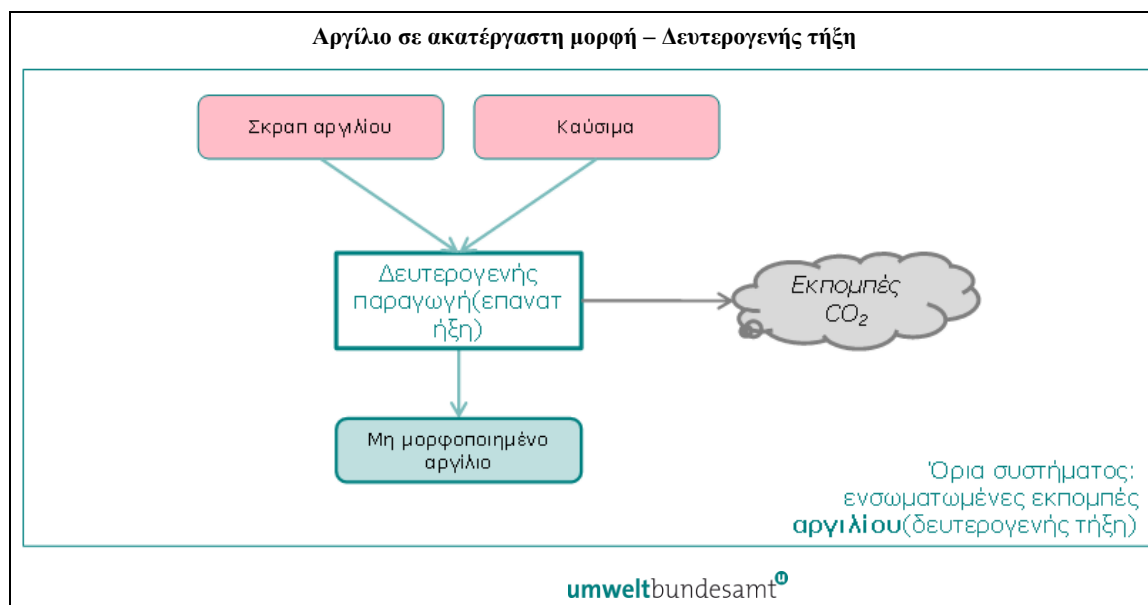 Αργίλιο σε ακατέργαστη μορφή – Δευτερογενής τήξη
Σκραπ αργιλίου
Καύσιμα
Δευτερογενής
παραγωγή(επανατ
ήξη)
Εκπομπές
CO₂
Μη μορφοποιημένο
αργίλιο
Όρια συστήματος:
ενσωματωμένες εκπομπές
αργιλίου(δευτερογενής τήξη)
umweltbundesamtᵘ